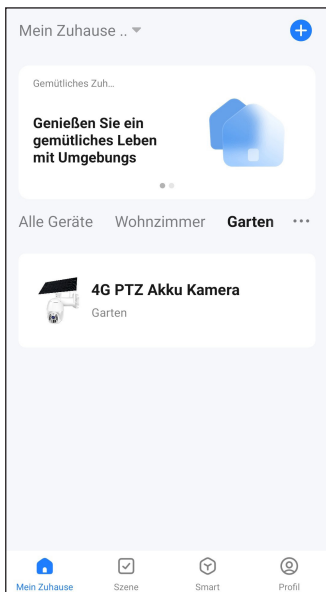 Mein Zuhause ..
Gemütliches Zuh...
Genießen Sie ein
gemütliches Leben
mit Umgebungs
Alle Geräte Wohnzimmer Garten ...
4G PTZ Akku Kamera
Garten
Mein Zuhause Szene Smart Profil